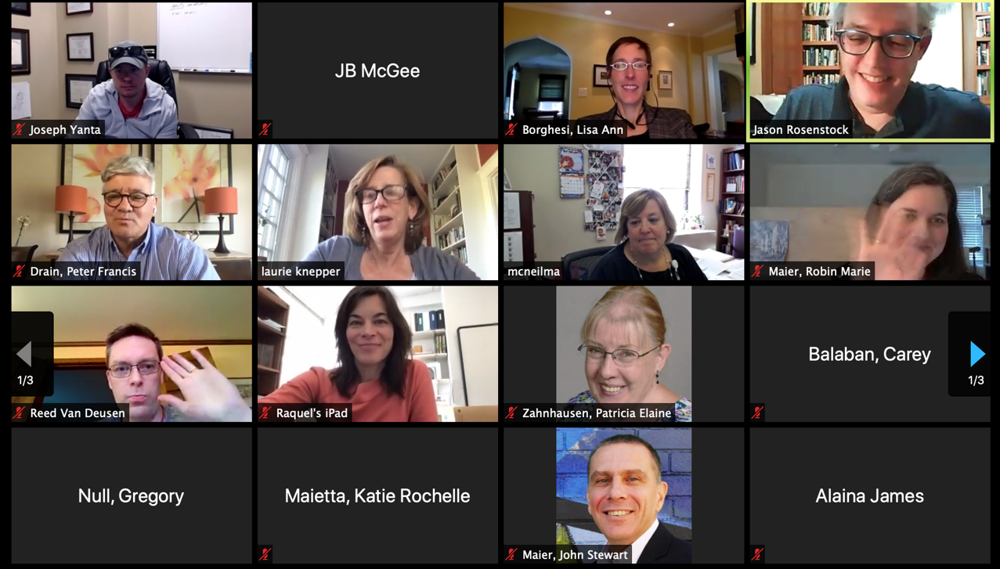 Joseph Yanta
JB McGee
Borghesi, Lisa Ann
Jason Rosenstock
Drain, Peter Francis
laurie knepper
mcneilma
Maier, Robin Marie
1/3
Reed Van Deusen
Raquel's iPad
Zahnhausen, Patricia Elaine
Balaban, Carey
1/3
Null, Gregory
Maietta, Katie Rochelle
Maier, John Stewart
Alaina James